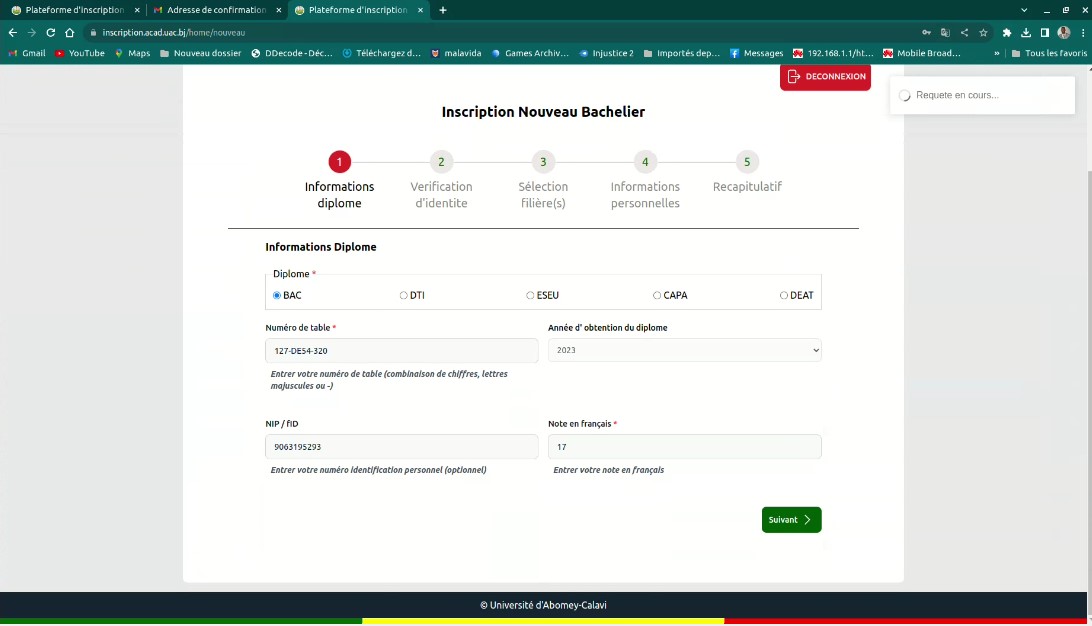 Plateforme d'inscription
Adresse de confirmation
Plateforme d'inscription
inscription.acad.uac.bj/home/nouveau
Gmail YouTube Maps Nouveau dossier DDecode - Déc... Téléchargez d... malavida Games Archiv... Injustice 2 Importés dep... Messages 192.168.1.1/ht... Mobile Broad... » Tous les favoris
DECONNEXION
Requete en cours...
Inscription Nouveau Bachelier
1 2 3 4 5
Informations diplome
Verification d'identite
Sélection filière(s)
Informations personnelles
Recapitulatif
Informations Diplome
Diplome *
BAC DTI ESEU CAPA DEAT
Numéro de table *
127-DE54-320
Entrer votre numéro de table (combinaison de chiffres, lettres
majuscules ou -)
Année d' obtention du diplome
2023
NIP / fID
9063195293
Entrer votre numéro identification personnel (optionnel)
Note en français *
17
Entrer votre note en français
Suivant
© Université d'Abomey-Calavi